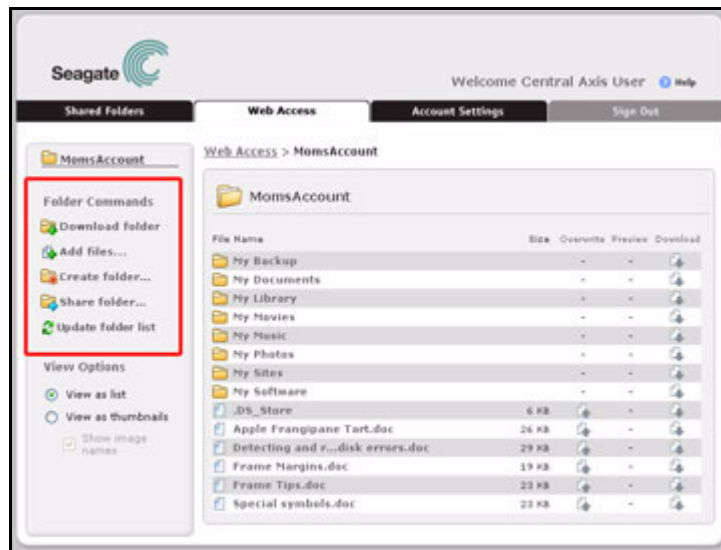 Seagate
Welcome Central Axis User Help
Shared Folders Web Access Account Settings Sign Out
MomsAccount
Web Access > MomsAccount
Folder Commands
Download folder
Add files...
Create folder...
Share folder...
Update folder list
View Options
View as list
View as thumbnails
Show image
names
MomsAccount
File Name Size Overwrite Preview Download
My Backup - -
My Documents - -
My Library - -
My Movies - -
My Music - -
My Photos - -
My Sites - -
My Software - -
.DS_Store 6 KB -
Apple Frangipane Tart.doc 26 KB -
Detecting and r...disk errors.doc 29 KB -
Frame Margins.doc 19 KB -
Frame Tips.doc 23 KB -
Special symbols.doc 23 KB -